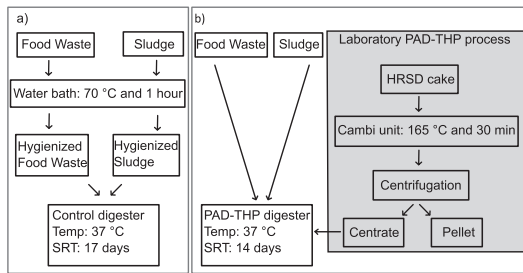 a)
Food Waste
Sludge
Water bath: 70 °C and 1 hour
Hygienized
Food Waste
Hygienized
Sludge
Control digester
Temp: 37 °C
SRT: 17 days
b)
Food Waste
Sludge
Laboratory PAD-THP process
HRSD cake
Cambi unit: 165 °C and 30 min
Centrifugation
Centrate
Pellet
PAD-THP digester
Temp: 37 °C
SRT: 14 days